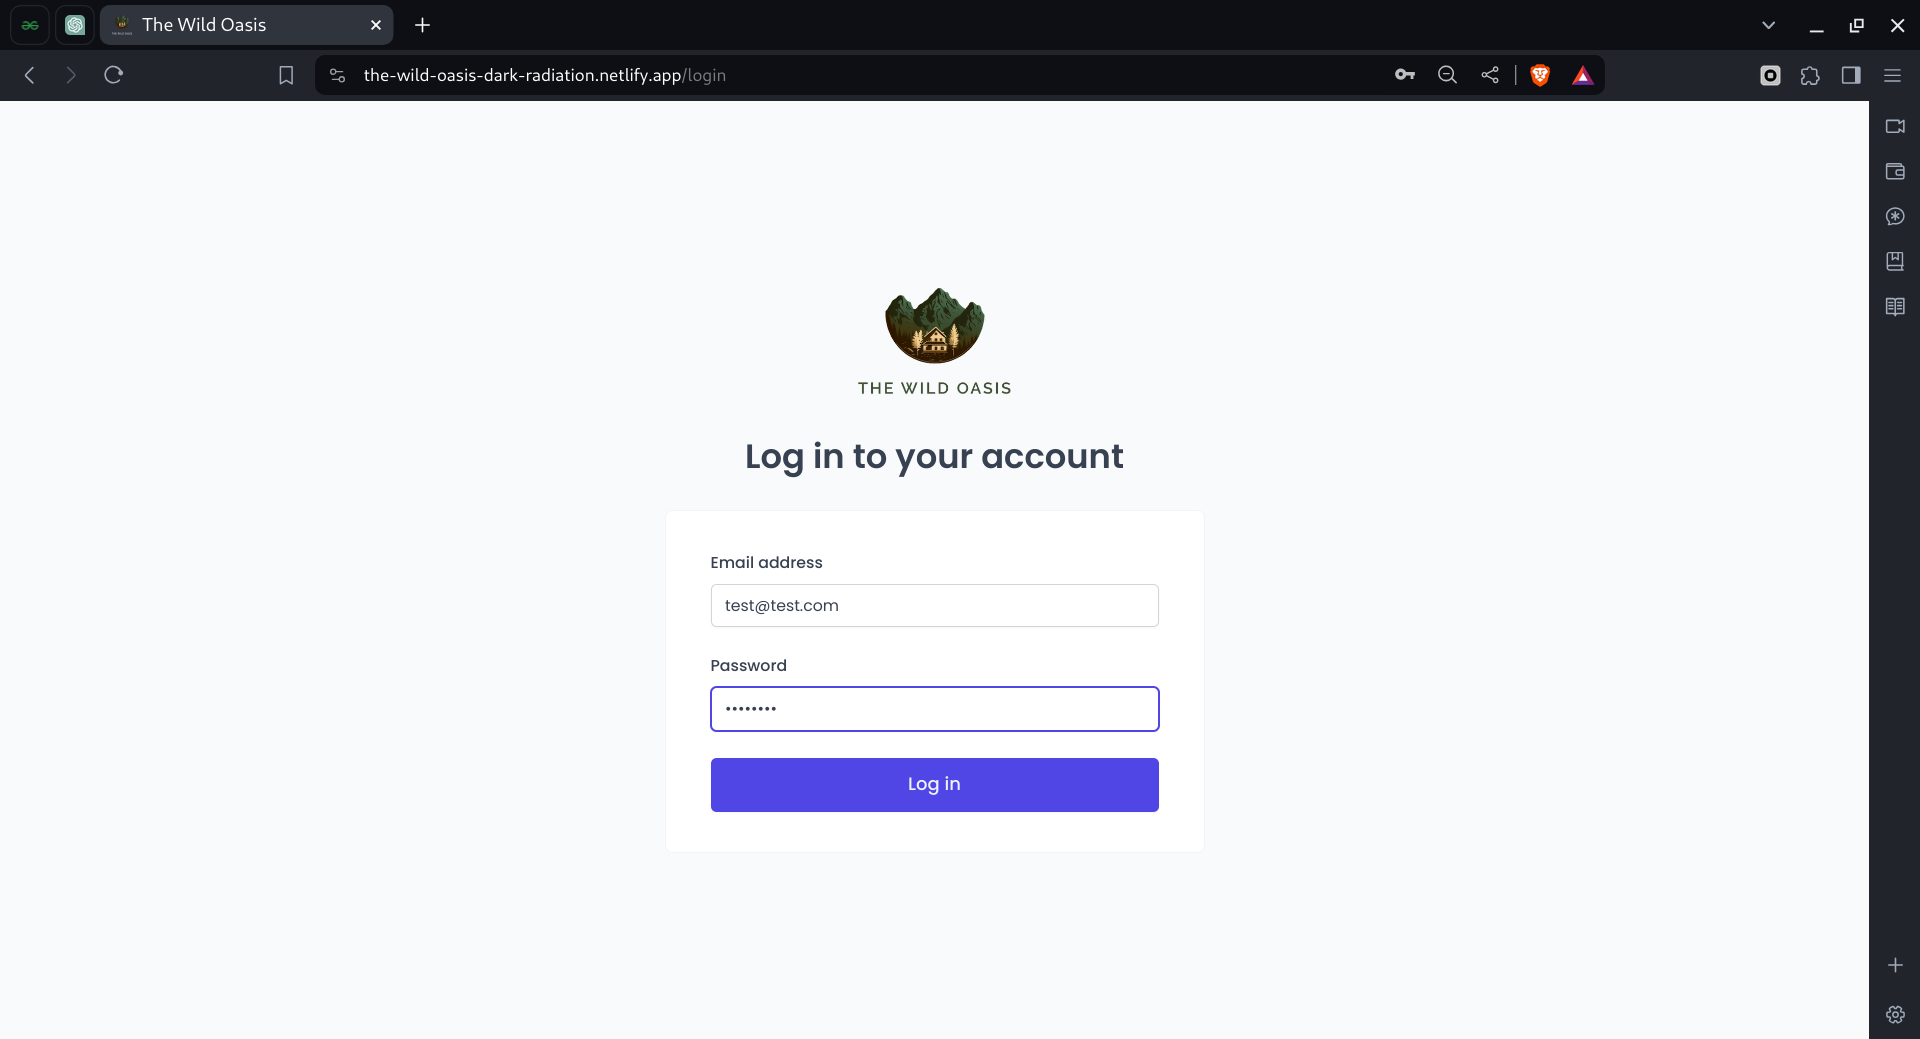 The Wild Oasis
the-wild-oasis-dark-radiation.netlify.app/login
THE WILD OASIS
Log in to your account
Email address
test@test.com
Password
••••••••
Log in